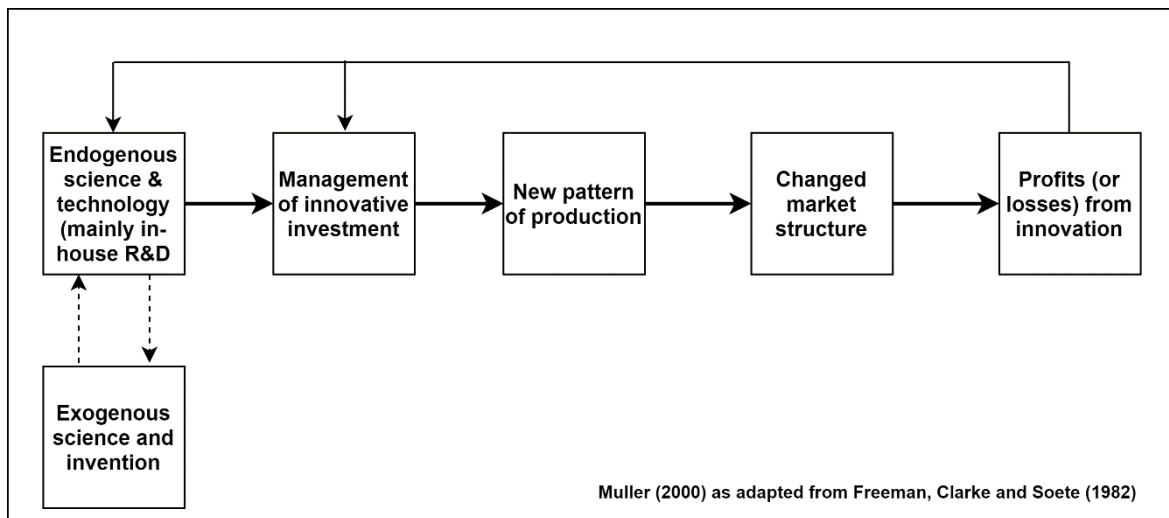 Endogenous
science &
technology
(mainly in-
house R&D
Management
of innovative
investment
New pattern
of production
Changed
market
structure
Profits (or
losses) from
innovation
Exogenous
science and
invention
Muller (2000) as adapted from Freeman, Clarke and Soete (1982)